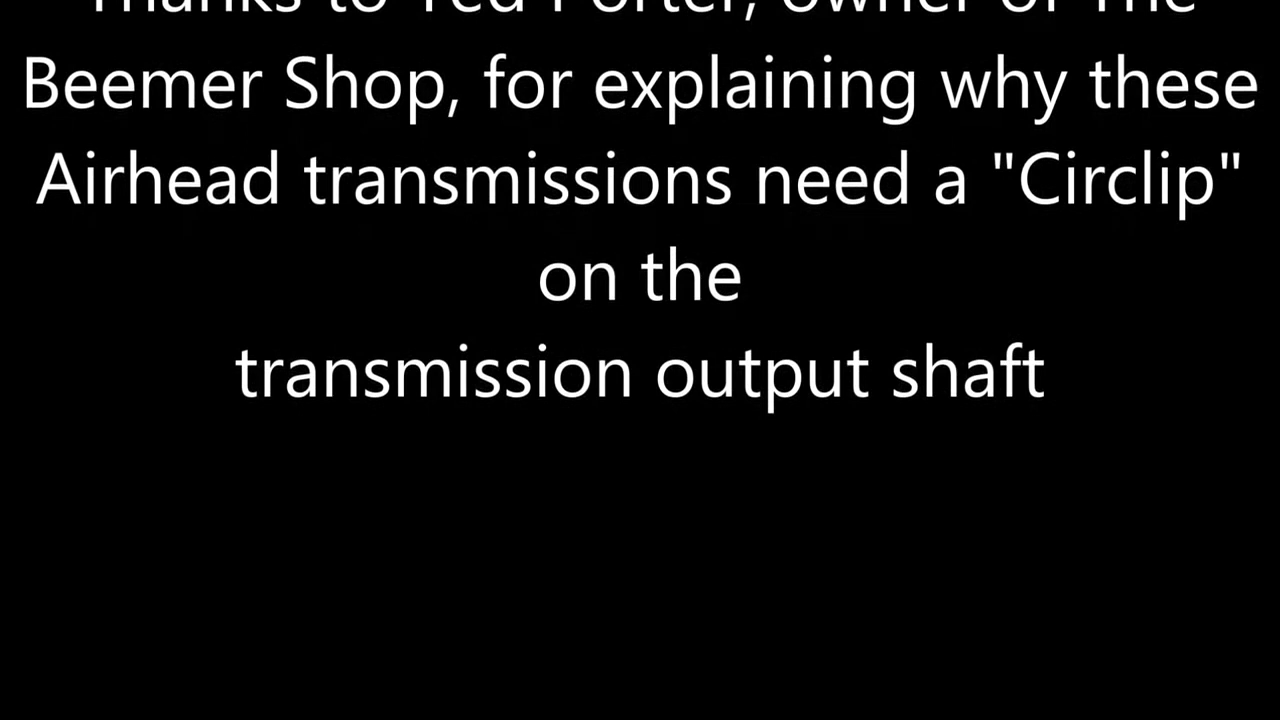 Thanks to Ted Porter, owner of The
Beemer Shop, for explaining why these
Airhead transmissions need a "Circlip"
on the
transmission output shaft